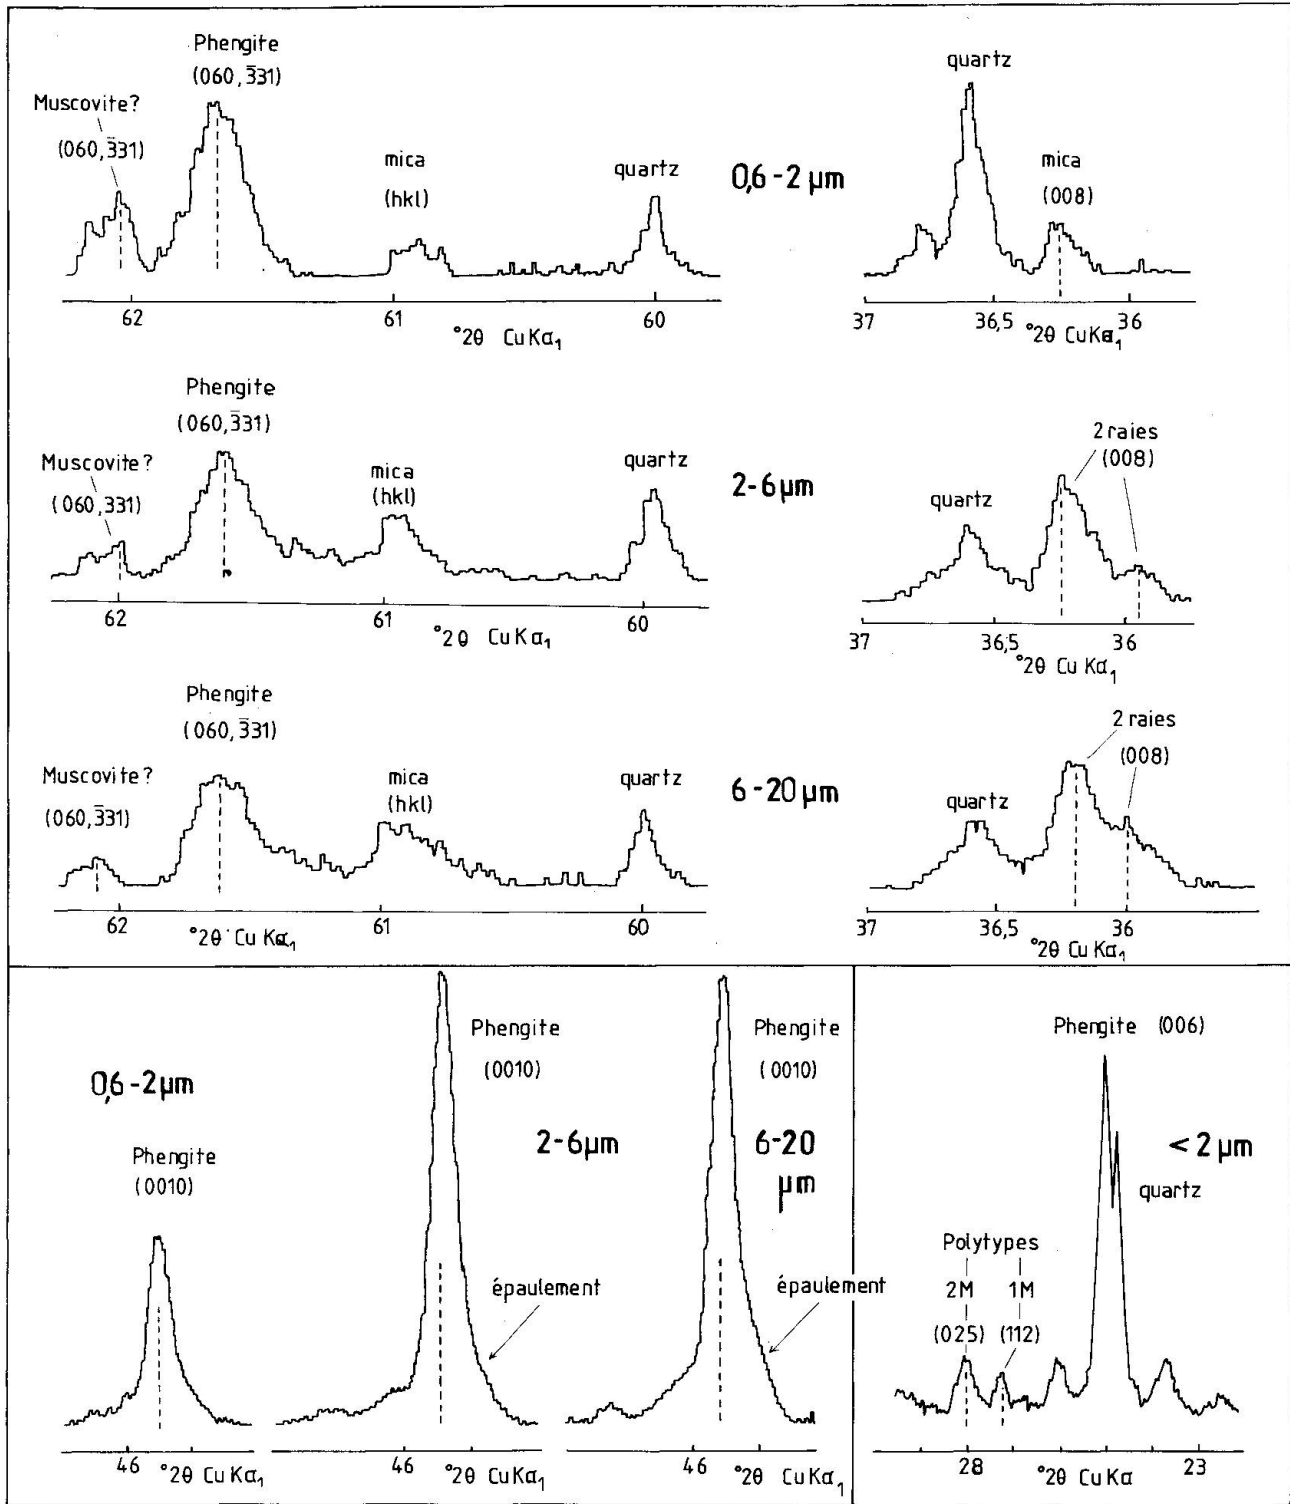 Phengite
(060,3̅31)
Muscovite?
(060,3̅31)
mica
(hkl)
quartz
0,6-2 µm
quartz
mica
(008)
62
61
60
°2θ CuKα₁
37
36,5
36
°2θ CuKα₁
Phengite
(060,3̅31)
Muscovite?
(060,331)
mica
(hkl)
quartz
2-6µm
quartz
2 raies
(008)
62
61
60
°2θ CuKα₁
37
36,5
36
°2θ CuKα₁
Phengite
(060,3̅31)
Muscovite?
(060,3̅31)
mica
(hkl)
quartz
6-20µm
quartz
2 raies
(008)
62
61
60
°2θ CuKα₁
37
36,5
36
°2θ CuKα₁
0,6-2µm
Phengite
(0010)
46
°2θ CuKα₁
Phengite
(0010)
2-6µm
épaulement
46
°2θ CuKα₁
Phengite
(0010)
6-20
µm
épaulement
46
°2θ CuKα₁
Phengite (006)
< 2 µm
quartz
Polytypes
2M 1M
(025) (112)
28
23
°2θ CuKα